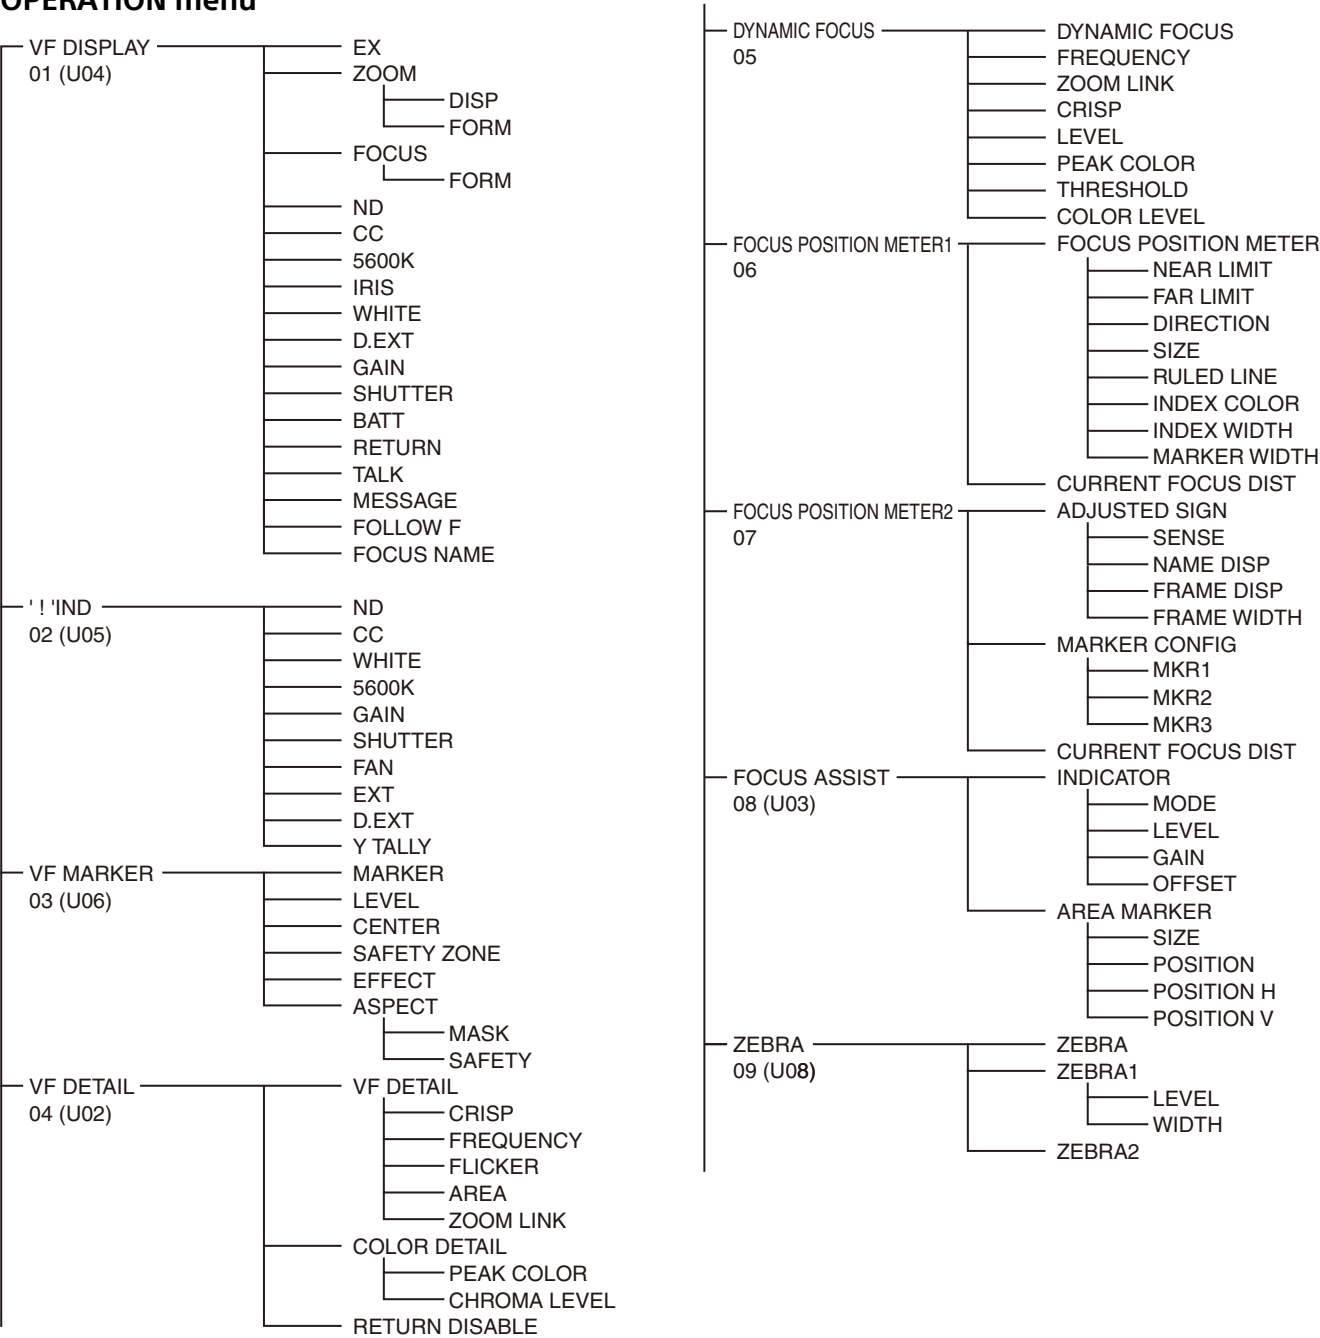 OPERATION menu
VF DISPLAY
01 (U04)
EX
ZOOM
DISP
FORM
FOCUS
FORM
ND
CC
5600K
IRIS
WHITE
D.EXT
GAIN
SHUTTER
BATT
RETURN
TALK
MESSAGE
FOLLOW F
FOCUS NAME
' ! 'IND
02 (U05)
ND
CC
WHITE
5600K
GAIN
SHUTTER
FAN
EXT
D.EXT
Y TALLY
VF MARKER
03 (U06)
MARKER
LEVEL
CENTER
SAFETY ZONE
EFFECT
ASPECT
MASK
SAFETY
VF DETAIL
04 (U02)
VF DETAIL
CRISP
FREQUENCY
FLICKER
AREA
ZOOM LINK
COLOR DETAIL
PEAK COLOR
CHROMA LEVEL
RETURN DISABLE
DYNAMIC FOCUS
05
DYNAMIC FOCUS
FREQUENCY
ZOOM LINK
CRISP
LEVEL
PEAK COLOR
THRESHOLD
COLOR LEVEL
FOCUS POSITION METER1
06
FOCUS POSITION METER
NEAR LIMIT
FAR LIMIT
DIRECTION
SIZE
RULED LINE
INDEX COLOR
INDEX WIDTH
MARKER WIDTH
CURRENT FOCUS DIST
FOCUS POSITION METER2
07
ADJUSTED SIGN
SENSE
NAME DISP
FRAME DISP
FRAME WIDTH
MARKER CONFIG
MKR1
MKR2
MKR3
CURRENT FOCUS DIST
FOCUS ASSIST
08 (U03)
INDICATOR
MODE
LEVEL
GAIN
OFFSET
AREA MARKER
SIZE
POSITION
POSITION H
POSITION V
ZEBRA
09 (U08)
ZEBRA
ZEBRA1
LEVEL
WIDTH
ZEBRA2